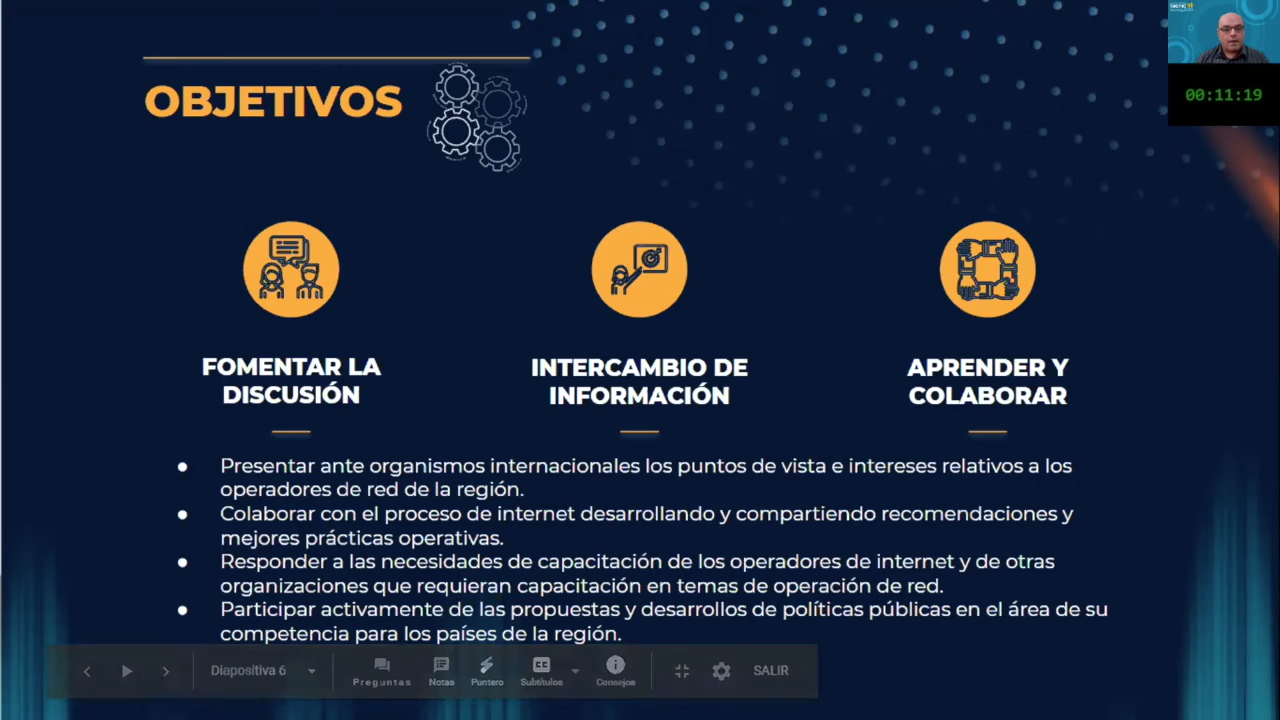 OBJETIVOS
00:11:19
FOMENTAR LA
DISCUSIÓN
INTERCAMBIO DE
INFORMACIÓN
APRENDER Y
COLABORAR
● Presentar ante organismos internacionales los puntos de vista e intereses relativos a los
operadores de red de la región.
● Colaborar con el proceso de internet desarrollando y compartiendo recomendaciones y
mejores prácticas operativas.
● Responder a las necesidades de capacitación de los operadores de internet y de otras
organizaciones que requieran capacitación en temas de operación de red.
● Participar activamente de las propuestas y desarrollos de políticas públicas en el área de su
competencia para los países de la región.
Diapositiva 6
Preguntas
Notas
Puntero
CC
Subtítulos
Consejos
SALIR